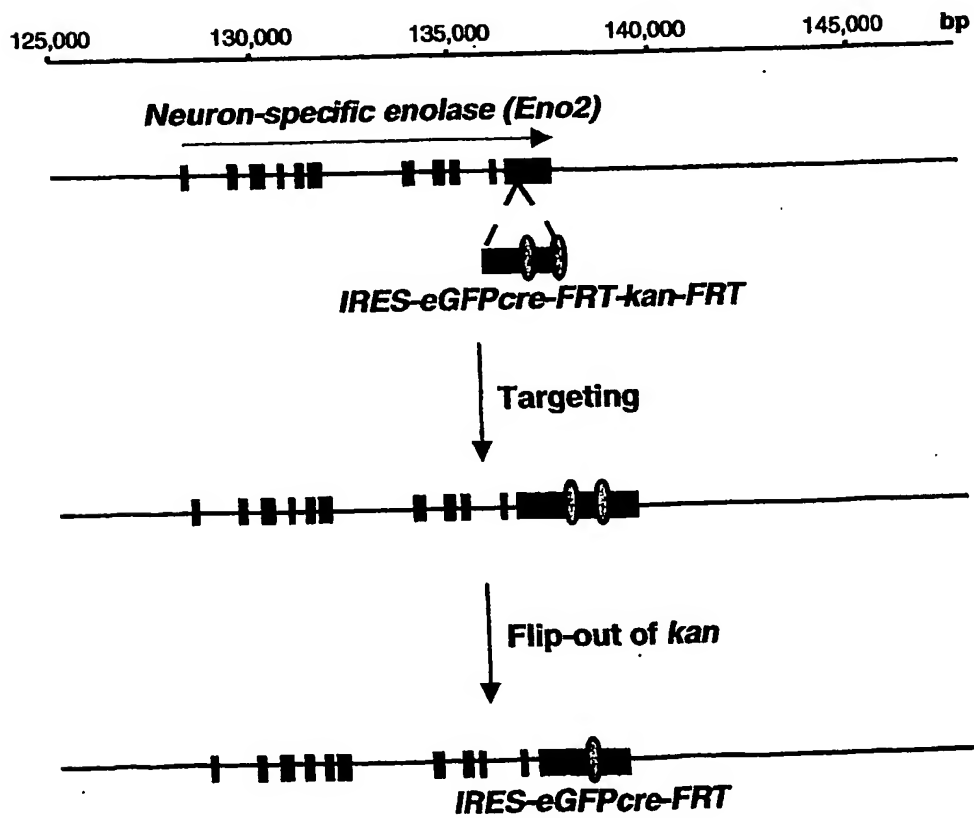 125,000 130,000 135,000 140,000 145,000 bp
Neuron-specific enolase (Eno2)
IRES-eGFPcre-FRT-kan-FRT
Targeting
Flip-out of kan
IRES-eGFPcre-FRT